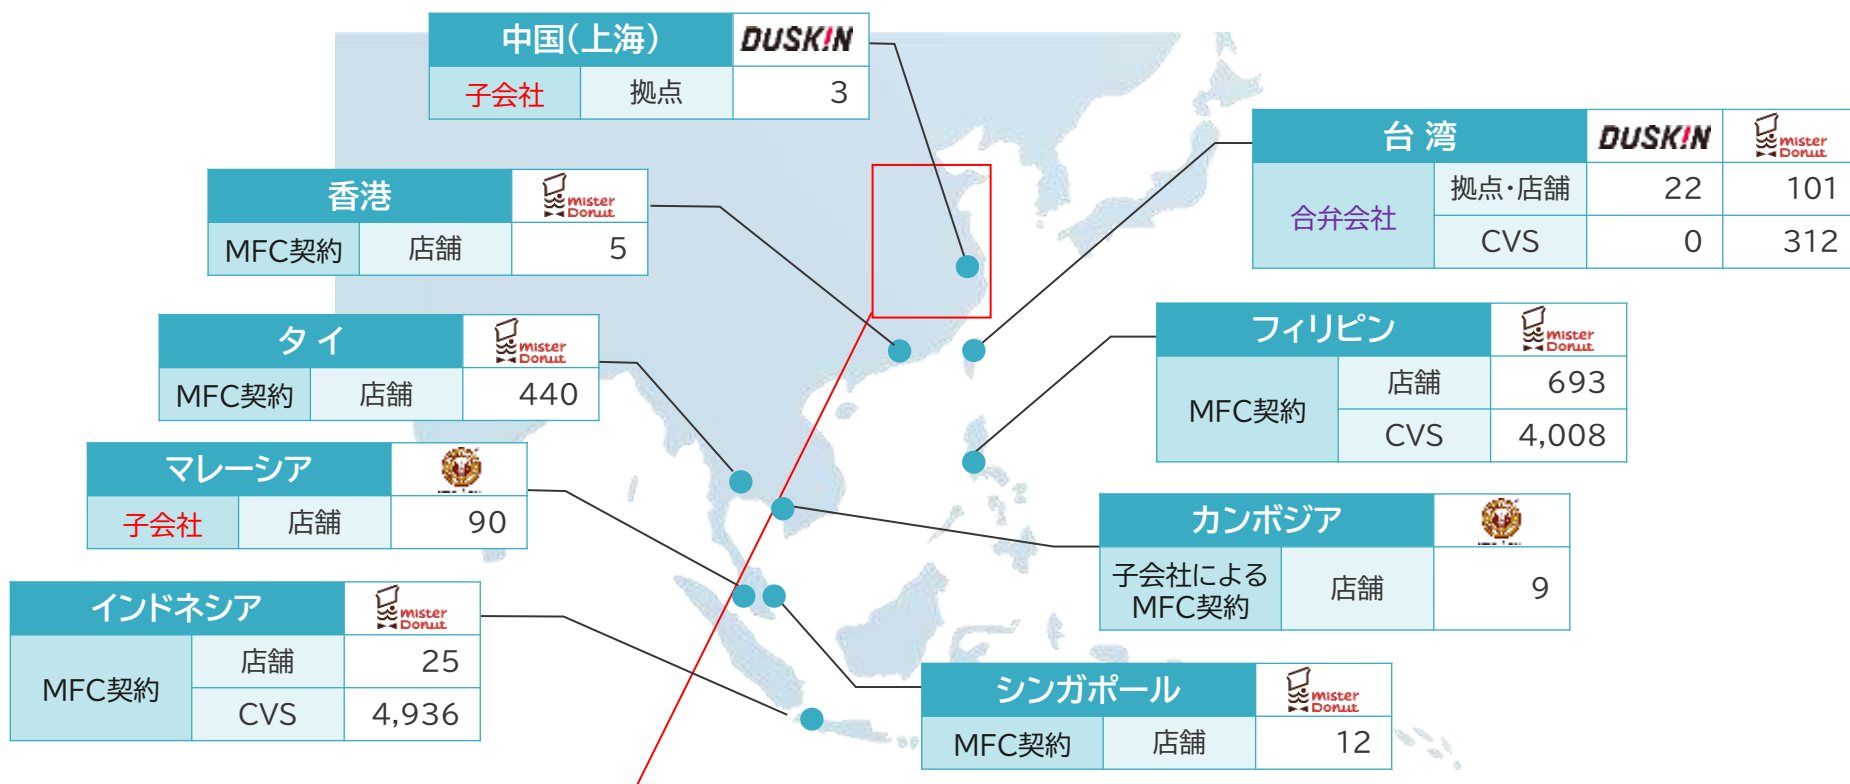 中国(上海) DUSKIN
子会社 拠点 3
香港 mister Donut
MFC契約 店舗 5
タイ mister Donut
MFC契約 店舗 440
マレーシア
子会社 店舗 90
インドネシア mister Donut
MFC契約 店舗 25
CVS 4,936
台湾 DUSKIN mister Donut
合弁会社 拠点・店舗 22 101
CVS 0 312
フィリピン mister Donut
MFC契約 店舗 693
CVS 4,008
カンボジア
子会社による
MFC契約 店舗 9
シンガポール mister Donut
MFC契約 店舗 12